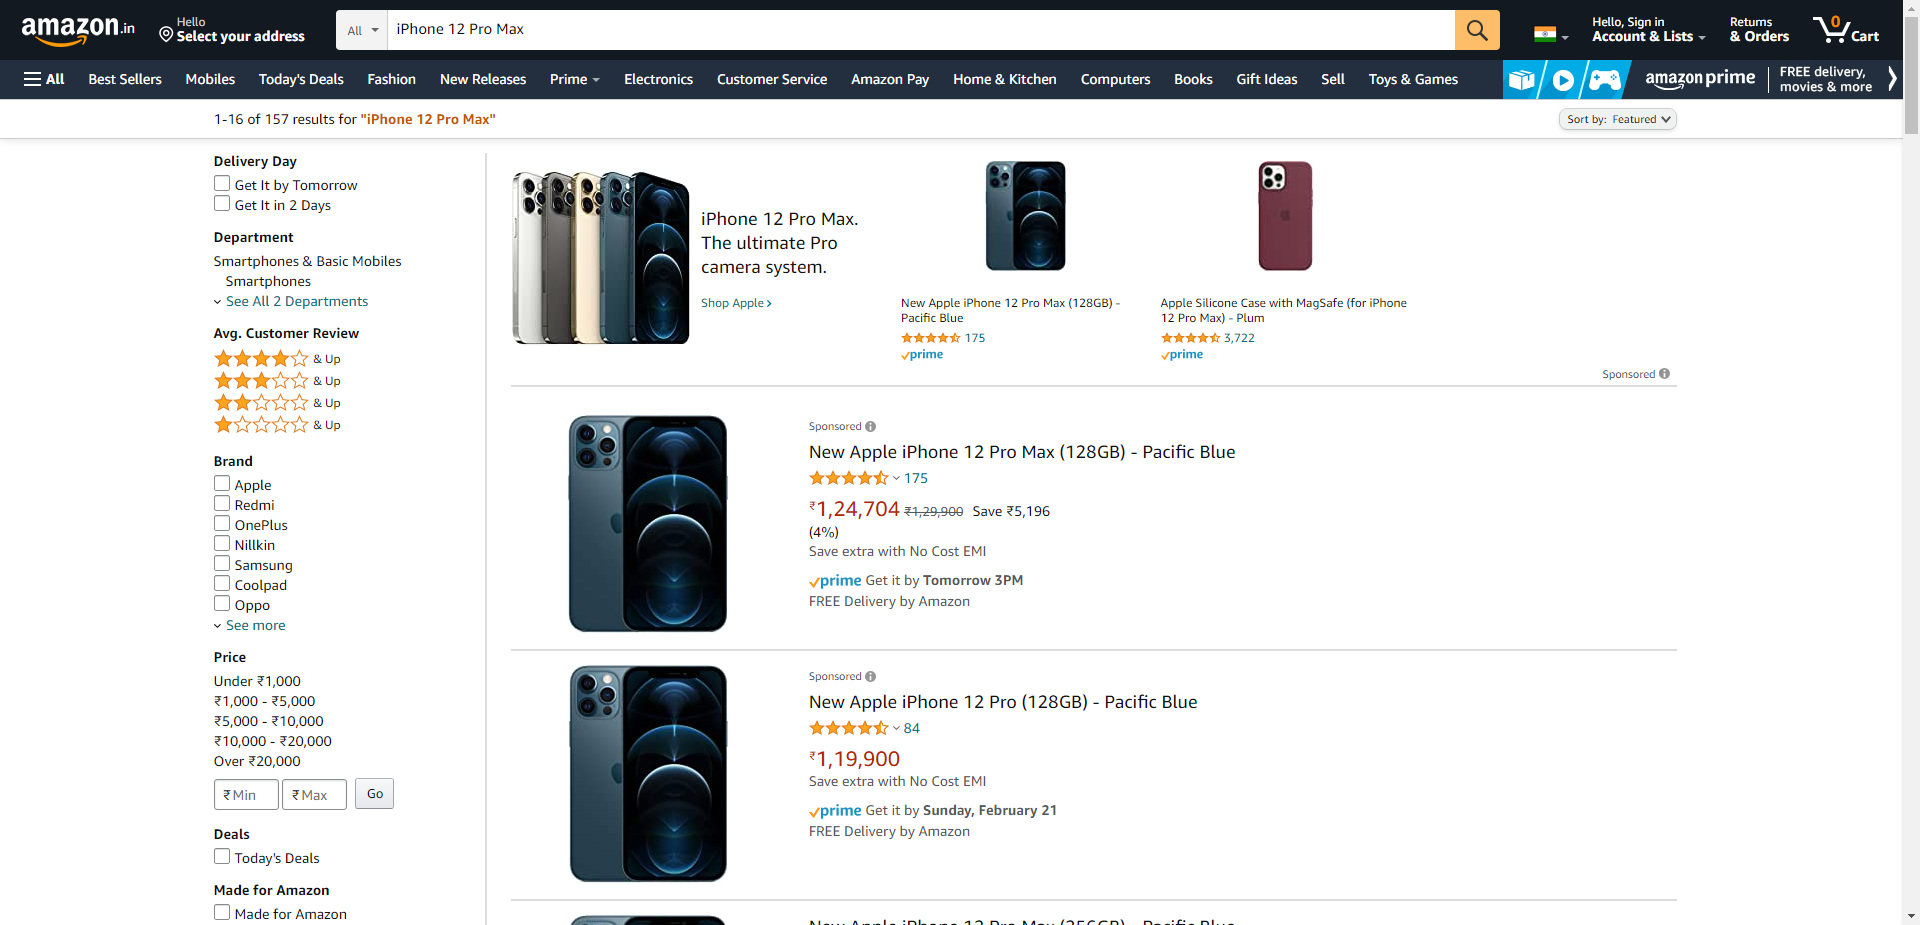 amazon.in
Hello
Select your address
All
iPhone 12 Pro Max
Hello, Sign in
Account & Lists
Returns
& Orders
0
Cart
All
Best Sellers
Mobiles
Today's Deals
Fashion
New Releases
Prime
Electronics
Customer Service
Amazon Pay
Home & Kitchen
Computers
Books
Gift Ideas
Sell
Toys & Games
amazon prime
FREE delivery,
movies & more
1-16 of 157 results for "iPhone 12 Pro Max"
Sort by: Featured
Delivery Day
Get It by Tomorrow
Get It in 2 Days
Department
Smartphones & Basic Mobiles
Smartphones
See All 2 Departments
Avg. Customer Review
& Up
& Up
& Up
& Up
Brand
Apple
Redmi
OnePlus
Nillkin
Samsung
Coolpad
Oppo
See more
Price
Under ₹1,000
₹1,000 - ₹5,000
₹5,000 - ₹10,000
₹10,000 - ₹20,000
Over ₹20,000
₹ Min
₹ Max
Go
Deals
Today's Deals
Made for Amazon
Made for Amazon
iPhone 12 Pro Max.
The ultimate Pro
camera system.
Shop Apple ›
New Apple iPhone 12 Pro Max (128GB) -
Pacific Blue
175
prime
Apple Silicone Case with MagSafe (for iPhone
12 Pro Max) - Plum
3,722
prime
Sponsored
Sponsored
New Apple iPhone 12 Pro Max (128GB) - Pacific Blue
175
₹1,24,704 ₹1,29,900 Save ₹5,196
(4%)
Save extra with No Cost EMI
prime Get it by Tomorrow 3PM
FREE Delivery by Amazon
Sponsored
New Apple iPhone 12 Pro (128GB) - Pacific Blue
84
₹1,19,900
Save extra with No Cost EMI
prime Get it by Sunday, February 21
FREE Delivery by Amazon
New Apple iPhone 12 Pro Max (256GB) - Pacific Blue